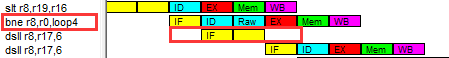 slt r8,r19,r16 ID EX Mem WB
bne r8,r0,loop4 IF ID Raw EX Mem WB
dsll r8,r17,6 IF
dsll r8,r17,6 IF ID EX Mem WB